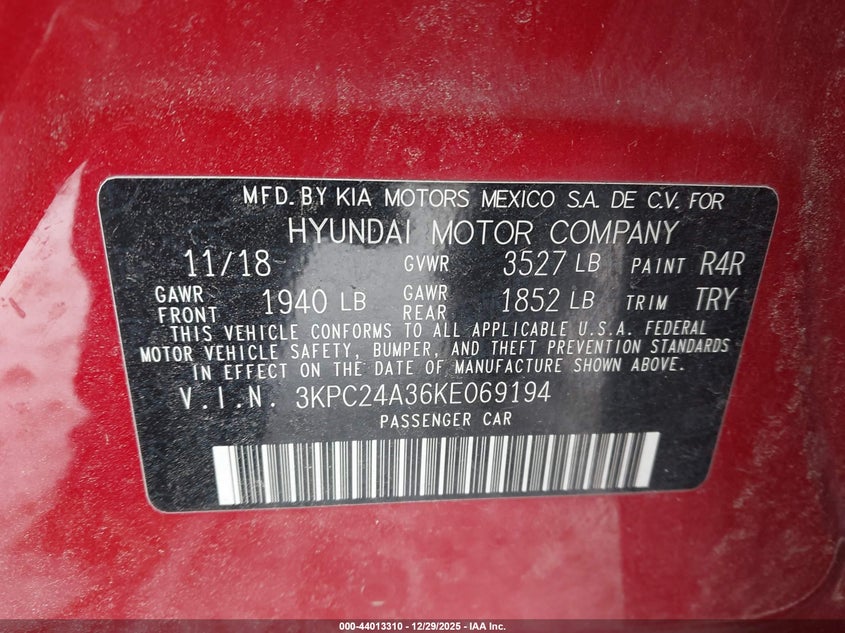 MFD. BY KIA MOTORS MEXICO S.A. DE C.V. FOR
HYUNDAI MOTOR COMPANY
11/18 GVWR 3527 LB PAINT R4R
GAWR FRONT 1940 LB GAWR REAR 1852 LB TRIM TRY
THIS VEHICLE CONFORMS TO ALL APPLICABLE U.S.A. FEDERAL
MOTOR VEHICLE SAFETY, BUMPER, AND THEFT PREVENTION STANDARDS
IN EFFECT ON THE DATE OF MANUFACTURE SHOWN ABOVE.
V.I.N. 3KPC24A36KE069194
PASSENGER CAR
000-44013310 | 12/29/2025 - IAA Inc.